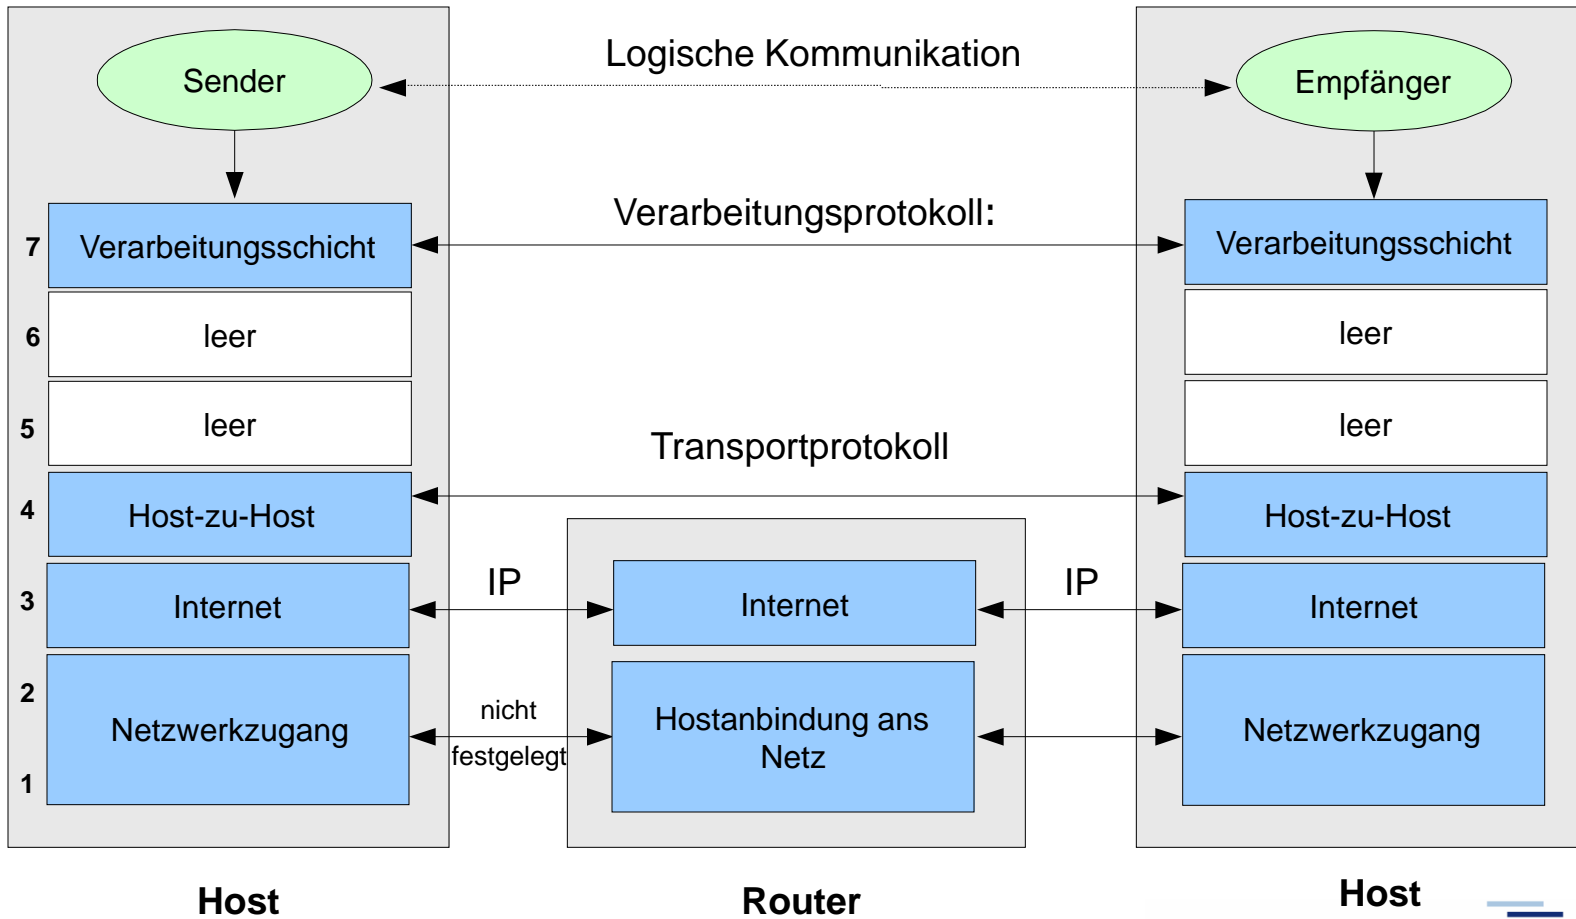 Logische Kommunikation
Sender
Empfänger
Verarbeitungsprotokoll:
7
Verarbeitungsschicht
Verarbeitungsschicht
6
leer
leer
5
leer
leer
Transportprotokoll
4
Host-zu-Host
Host-zu-Host
IP
IP
3
Internet
Internet
Internet
2
nicht
festgelegt
Netzwerkzugang
Hostanbindung ans
Netz
Netzwerkzugang
1
Host
Router
Host